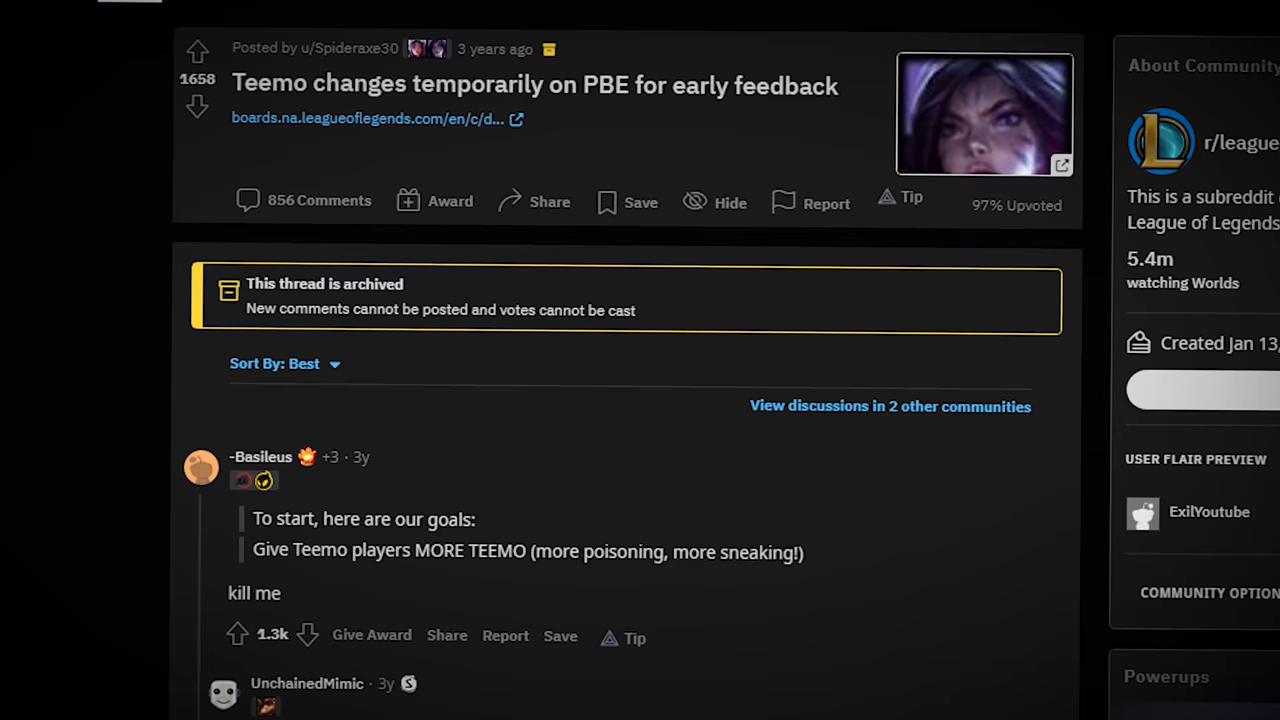 Posted by u/Spideraxe30 3 years ago
1658
Teemo changes temporarily on PBE for early feedback
boards.na.leagueoflegends.com/en/c/d...
856 Comments Award Share Save Hide Report Tip 97% Upvoted
This thread is archived
New comments cannot be posted and votes cannot be cast
Sort By: Best
View discussions in 2 other communities
-Basileus +3 · 3y
To start, here are our goals:
Give Teemo players MORE TEEMO (more poisoning, more sneaking!)
kill me
1.3k Give Award Share Report Save Tip
UnchainedMimic · 3y
About Community
r/league
This is a subreddit
League of Legends
5.4m
watching Worlds
Created Jan 13,
USER FLAIR PREVIEW
ExilYoutube
COMMUNITY OPTION
Powerups